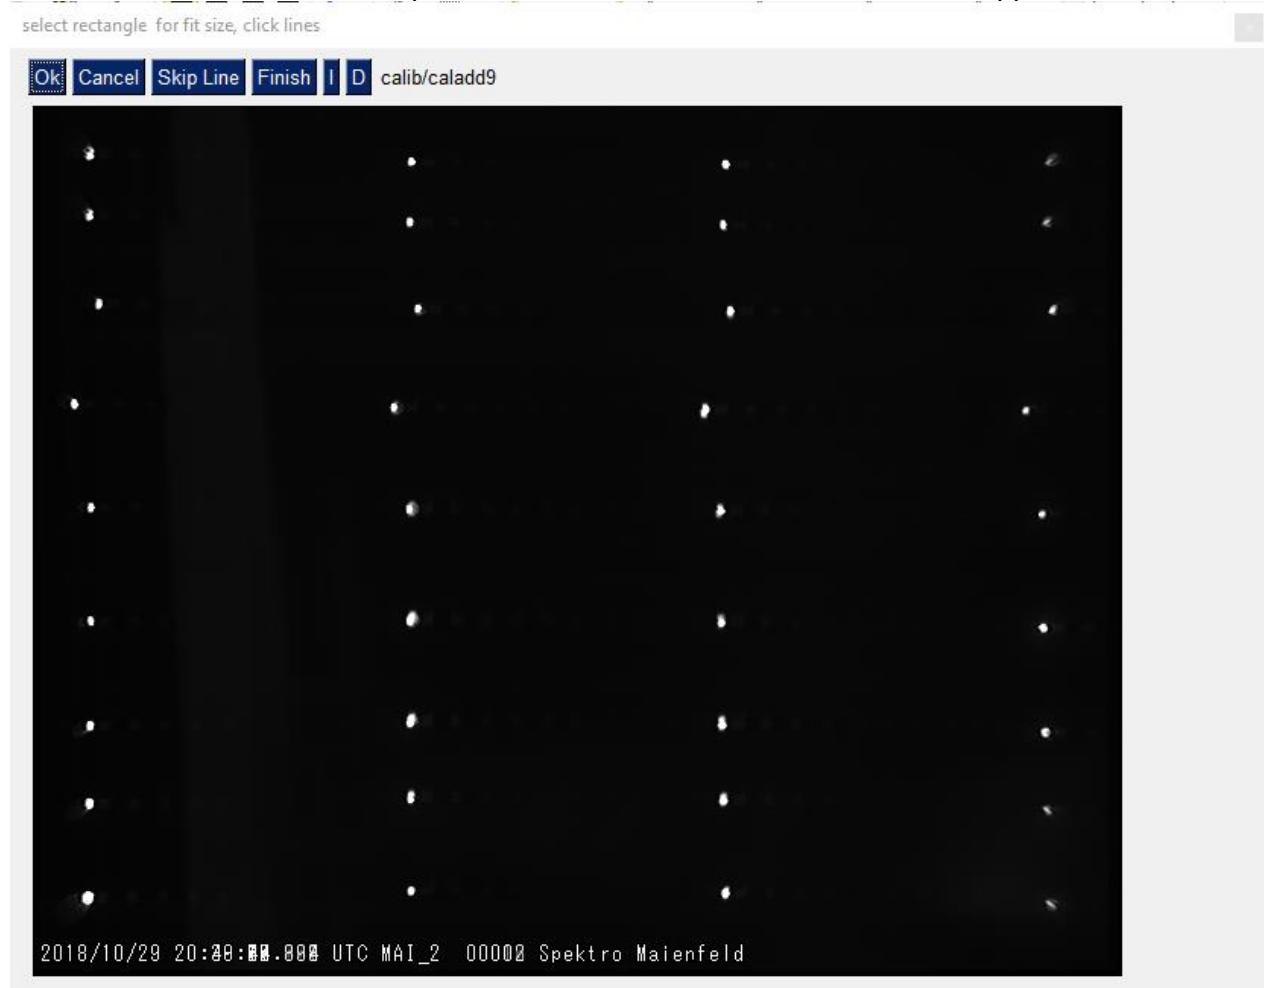 select rectangle for fit size, click lines
Ok Cancel Skip Line Finish I D calib/caladd9
2018/10/29 UTC MAI_2 Spektro Maienfeld